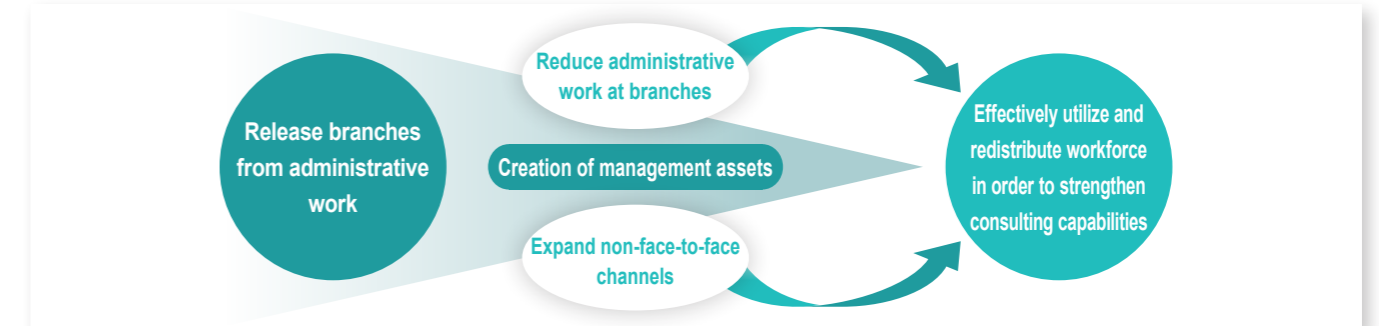 Release branches
from administrative
work
Reduce administrative
work at branches
Creation of management assets
Expand non-face-to-face
channels
Effectively utilize and
redistribute workforce
in order to strengthen
consulting capabilities